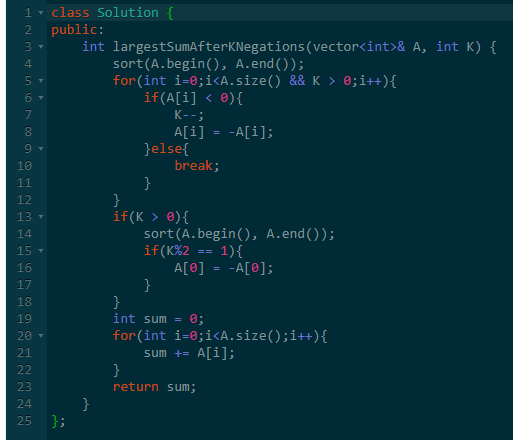 1 class Solution {
2 public:
3     int largestSumAfterKNegations(vector<int>& A, int K) {
4         sort(A.begin(), A.end());
5         for(int i=0;i<A.size() && K > 0;i++){
6             if(A[i] < 0){
7                 K--;
8                 A[i] = -A[i];
9             }else{
10                 break;
11             }
12         }
13         if(K > 0){
14             sort(A.begin(), A.end());
15             if(K%2 == 1){
16                 A[0] = -A[0];
17             }
18         }
19         int sum = 0;
20         for(int i=0;i<A.size();i++){
21             sum += A[i];
22         }
23         return sum;
24     }
25 };